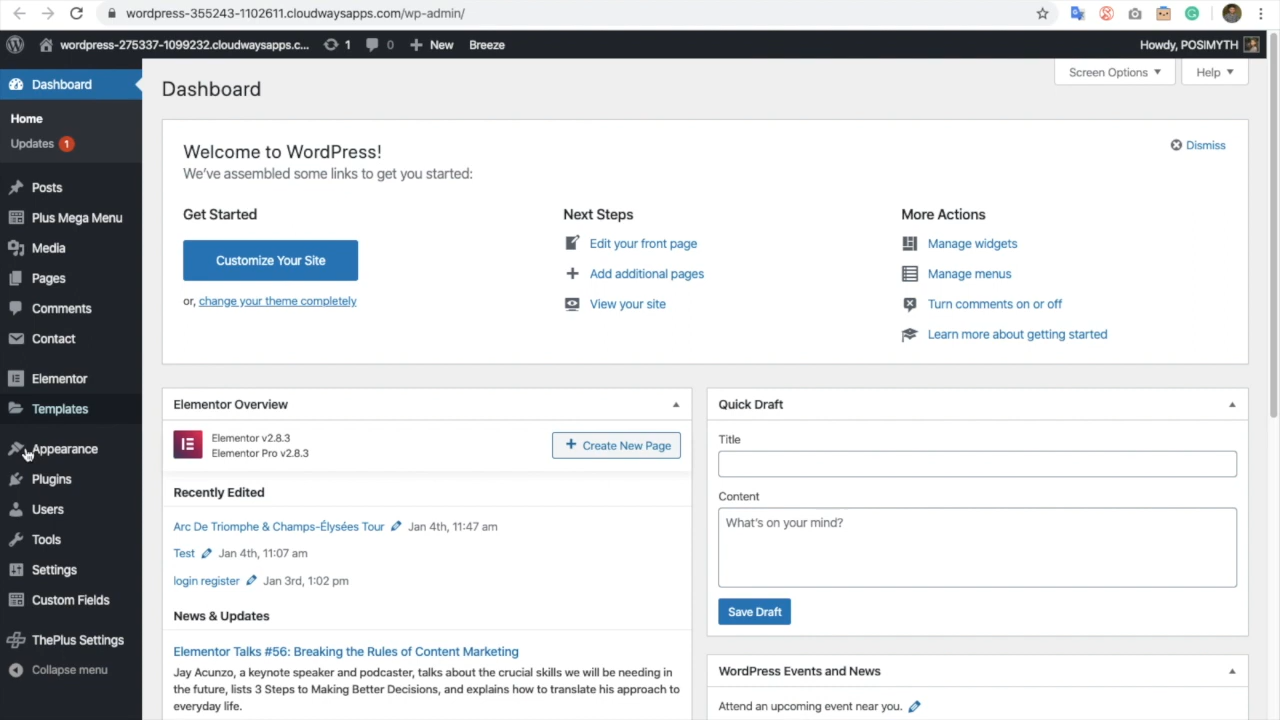 wordpress-355243-1102611.cloudwaysapps.com/wp-admin/
wordpress-275337-1099232.cloudwaysapps.c... 1 0 New Breeze Howdy, POSIMYTH
Dashboard
Home
Updates 1
Posts
Plus Mega Menu
Media
Pages
Comments
Contact
Elementor
Templates
Appearance
Plugins
Users
Tools
Settings
Custom Fields
ThePlus Settings
Collapse menu
Screen Options Help
Dashboard
Welcome to WordPress! Dismiss
We've assembled some links to get you started:
Get Started
Customize Your Site
or, change your theme completely
Next Steps
Edit your front page
Add additional pages
View your site
More Actions
Manage widgets
Manage menus
Turn comments on or off
Learn more about getting started
Elementor Overview
Elementor v2.8.3
Elementor Pro v2.8.3
Create New Page
Recently Edited
Arc De Triomphe & Champs-Élysées Tour Jan 4th, 11:47 am
Test Jan 4th, 11:07 am
login register Jan 3rd, 1:02 pm
News & Updates
Elementor Talks #56: Breaking the Rules of Content Marketing
Jay Acunzo, a keynote speaker and podcaster, talks about the crucial skills we will be needing in
the future, lists 3 Steps to Making Better Decisions, and explains how to translate his approach to
everyday life.
Quick Draft
Title
Content
What's on your mind?
Save Draft
WordPress Events and News
Attend an upcoming event near you.